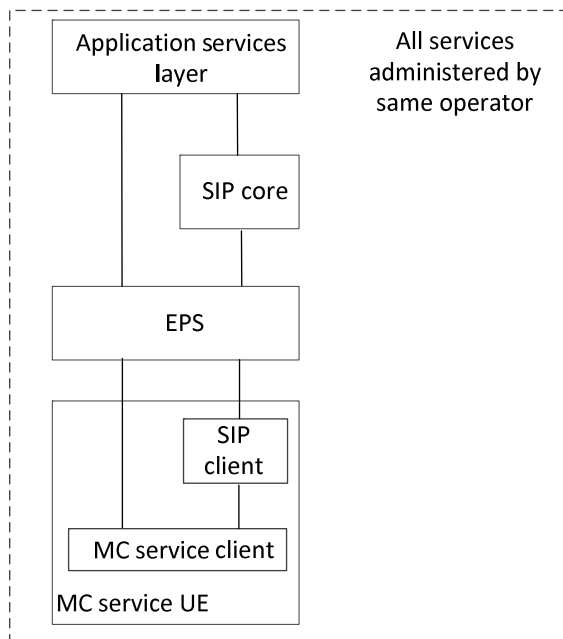 Application services
layer
All services
administered by
same operator
SIP core
EPS
SIP
client
MC service client
MC service UE